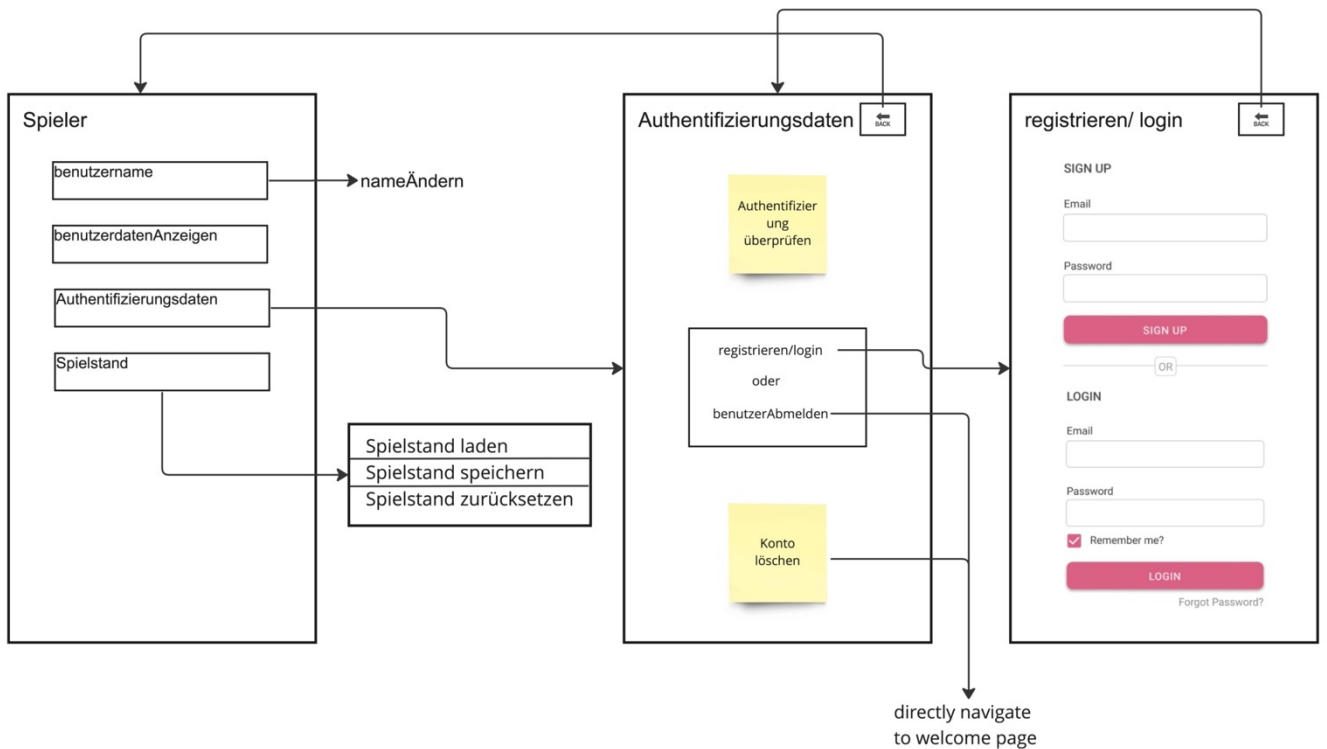 Spieler
benutzername
nameÄndern
benutzerdatenAnzeigen
Authentifizierungsdaten
Spielstand
Spielstand laden
Spielstand speichern
Spielstand zurücksetzen
Authentifizierungsdaten
BACK
Authentifizier
ung
überprüfen
registrieren/login
oder
benutzerAbmelden
Konto
löschen
directly navigate
to welcome page
registrieren/ login
BACK
SIGN UP
Email
Password
SIGN UP
OR
LOGIN
Email
Password
Remember me?
LOGIN
Forgot Password?